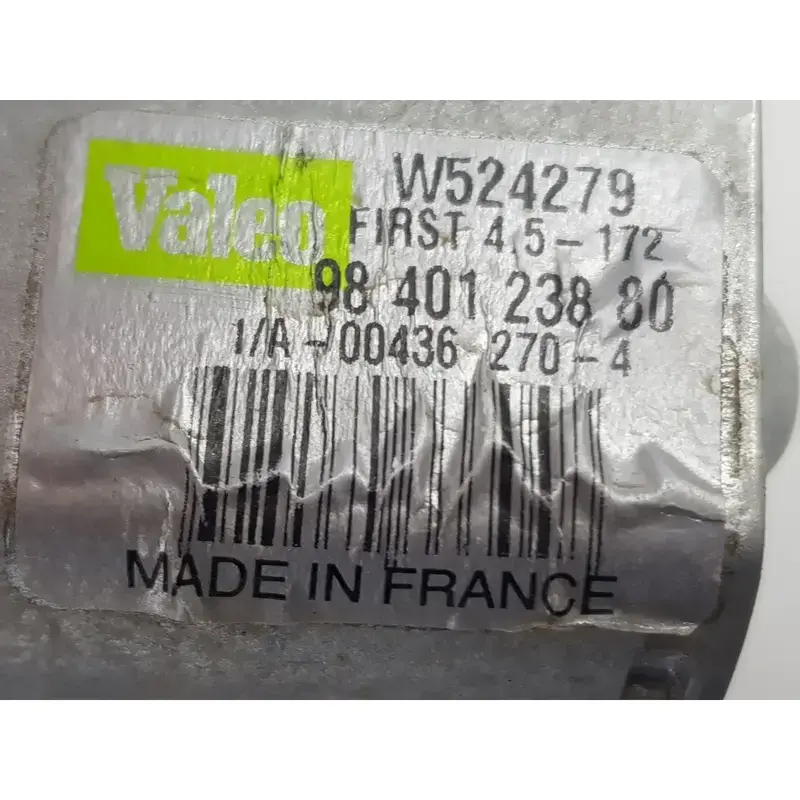 Valeo
W524279
FIRST 4,5-172
98 401 238 80
1/A-00436 270-4
MADE IN FRANCE